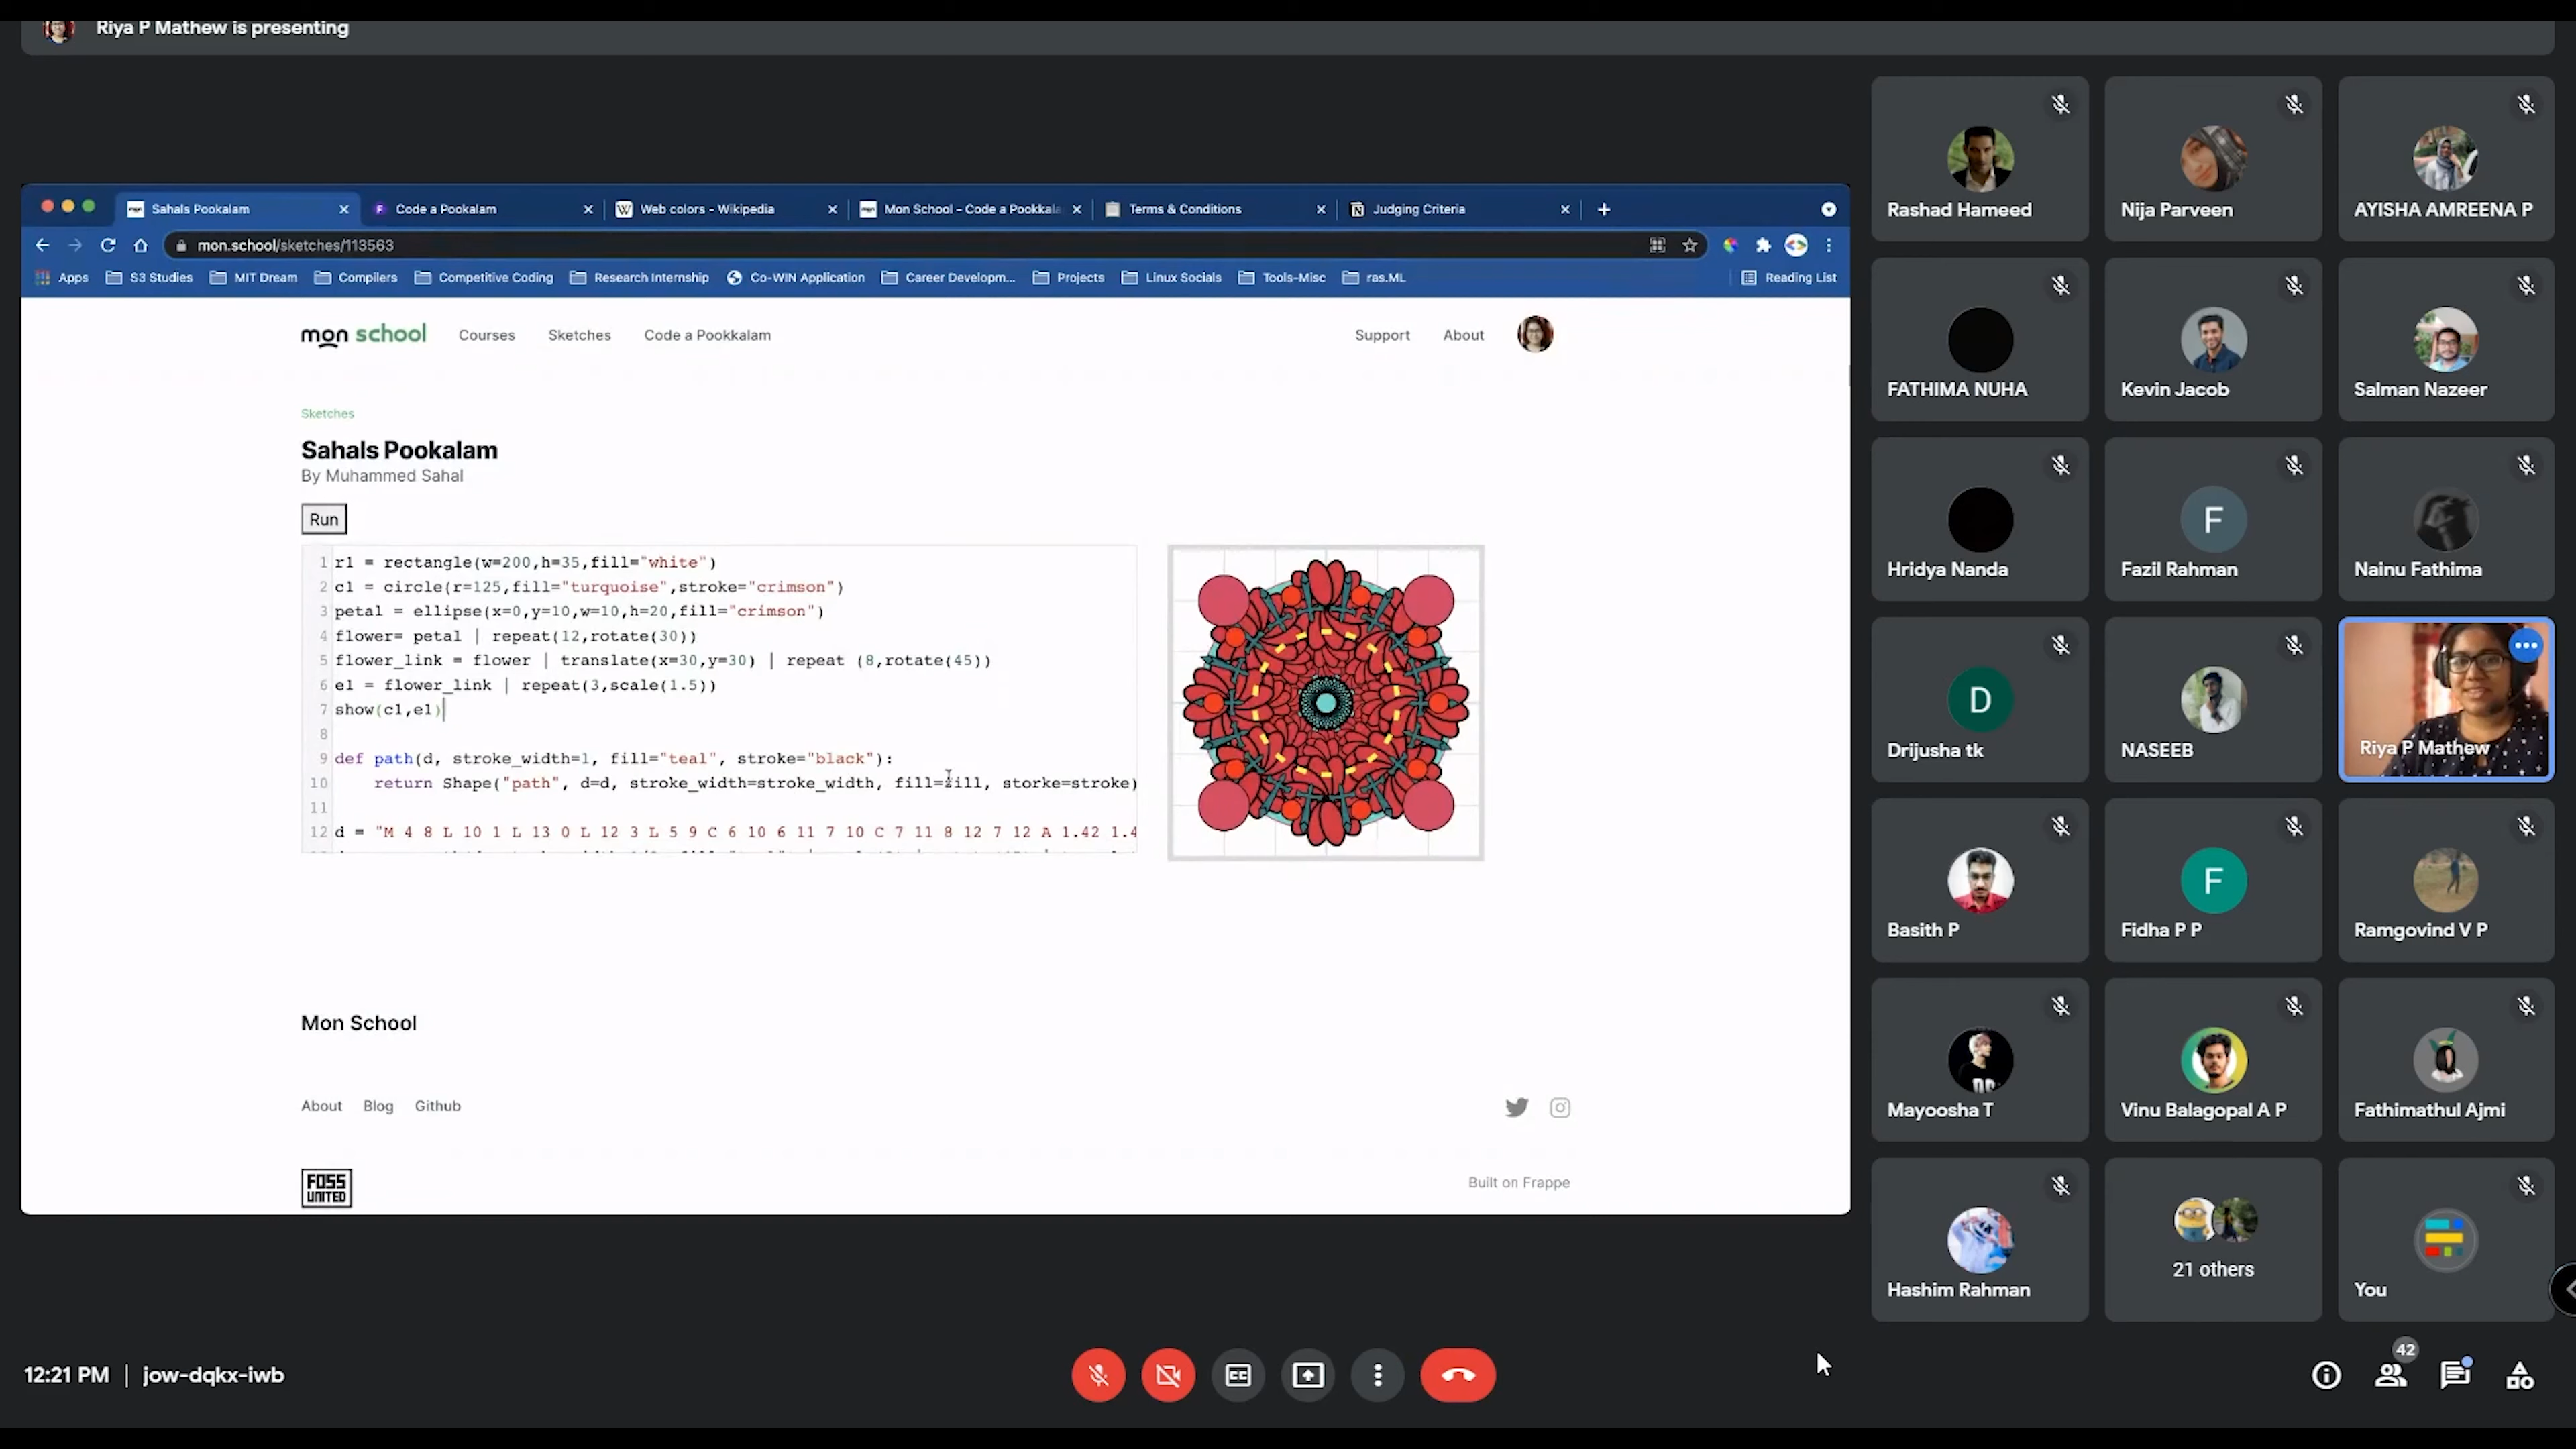 Riya P Mathew is presenting
Sahals Pookalam
Code a Pookalam
Web colors - Wikipedia
Mon School - Code a Pookkala
Terms & Conditions
Judging Criteria
mon.school/sketches/113563
Apps
S3 Studies
MIT Dream
Compilers
Competitive Coding
Research Internship
Co-WIN Application
Career Developm...
Projects
Linux Socials
Tools-Misc
ras.ML
Reading List
mon school
Courses
Sketches
Code a Pookkalam
Support
About
Sketches
Sahals Pookalam
By Muhammed Sahal
Run
1 r1 = rectangle(w=200,h=35,fill="white")
2 c1 = circle(r=125,fill="turquoise",stroke="crimson")
3 petal = ellipse(x=0,y=10,w=10,h=20,fill="crimson")
4 flower= petal | repeat(12,rotate(30))
5 flower_link = flower | translate(x=30,y=30) | repeat (8,rotate(45))
6 e1 = flower_link | repeat(3,scale(1.5))
7 show(c1,e1)
8
9 def path(d, stroke_width=1, fill="teal", stroke="black"):
10 return Shape("path", d=d, stroke_width=stroke_width, fill=fill, storke=stroke)
11
12 d = "M 4 8 L 10 1 L 13 0 L 12 3 L 5 9 C 6 10 6 11 7 10 C 7 11 8 12 7 12 A 1.42 1.4
Mon School
About
Blog
Github
FOSS
UNITED
Built on Frappe
Rashad Hameed
Nija Parveen
AYISHA AMREENA P
FATHIMA NUHA
Kevin Jacob
Salman Nazeer
Hridya Nanda
F
Fazil Rahman
Nainu Fathima
D
Drijusha tk
NASEEB
Riya P Mathew
Basith P
F
Fidha P P
Ramgovind V P
Mayoosha T
Vinu Balagopal A P
Fathimathul Ajmi
Hashim Rahman
21 others
You
12:21 PM | jow-dqkx-iwb
42